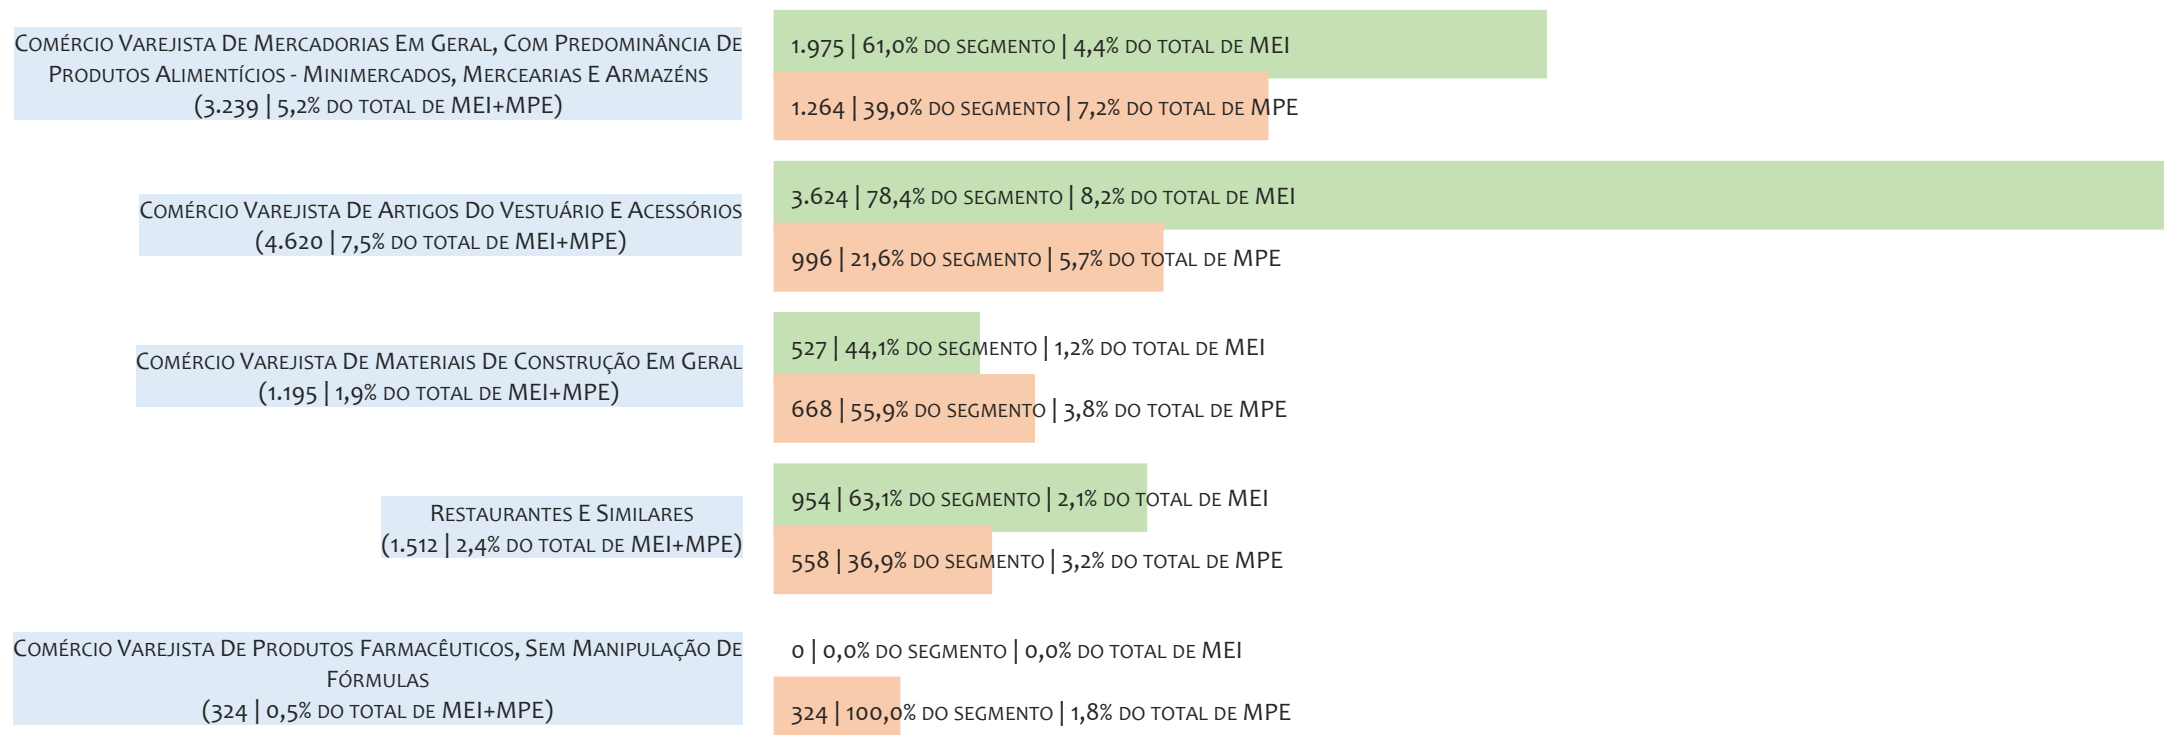 Comércio Varejista De Mercadorias Em Geral, Com Predominância De
Produtos Alimentícios - Minimercados, Mercearias E Armazéns
(3.239 | 5,2% do total de MEI+MPE)
1.975 | 61,0% do segmento | 4,4% do total de MEI
1.264 | 39,0% do segmento | 7,2% do total de MPE
Comércio Varejista De Artigos Do Vestuário E Acessórios
(4.620 | 7,5% do total de MEI+MPE)
3.624 | 78,4% do segmento | 8,2% do total de MEI
996 | 21,6% do segmento | 5,7% do total de MPE
Comércio Varejista De Materiais De Construção Em Geral
(1.195 | 1,9% do total de MEI+MPE)
527 | 44,1% do segmento | 1,2% do total de MEI
668 | 55,9% do segmento | 3,8% do total de MPE
Restaurantes E Similares
(1.512 | 2,4% do total de MEI+MPE)
954 | 63,1% do segmento | 2,1% do total de MEI
558 | 36,9% do segmento | 3,2% do total de MPE
Comércio Varejista De Produtos Farmacêuticos, Sem Manipulação De
Fórmulas
(324 | 0,5% do total de MEI+MPE)
0 | 0,0% do segmento | 0,0% do total de MEI
324 | 100,0% do segmento | 1,8% do total de MPE